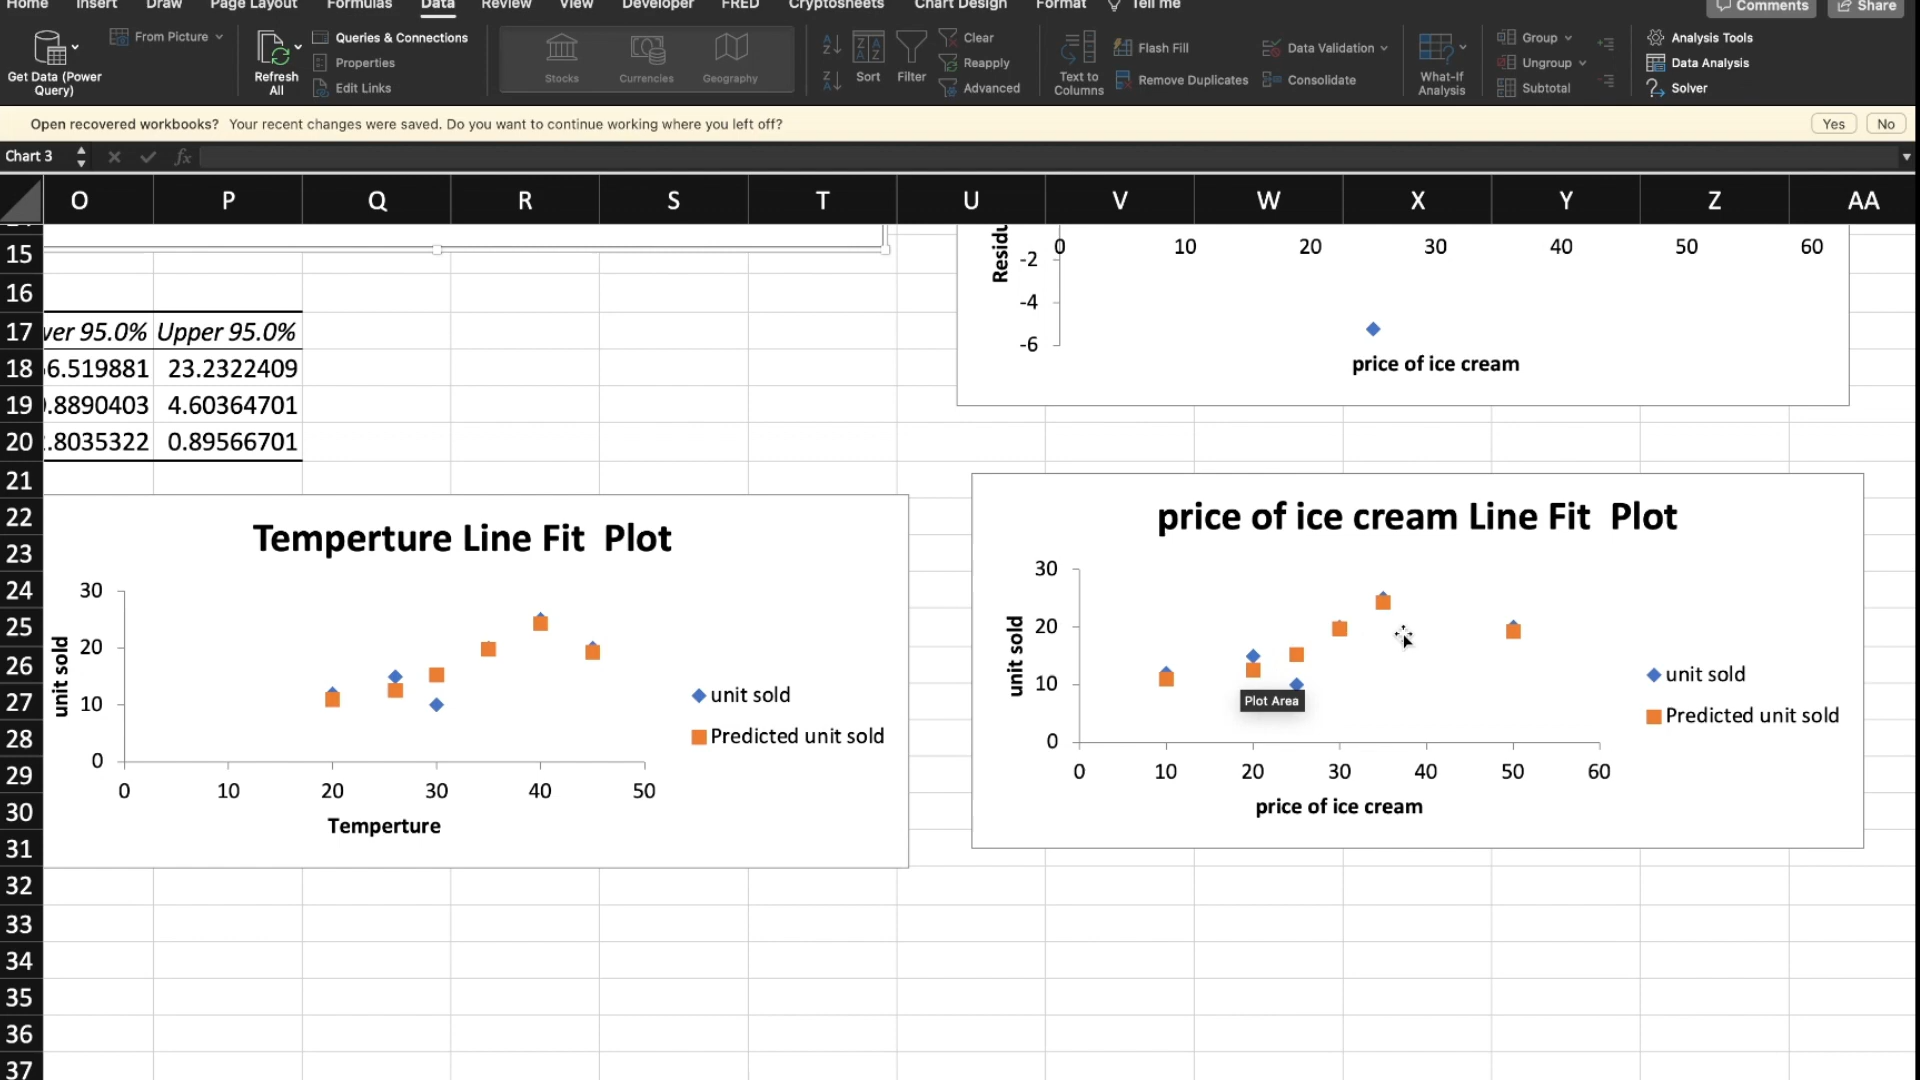 Home Insert Draw Page Layout Formulas Data Review View Developer FRED Cryptosheets Chart Design Format Tell me Comments Share
Get Data (Power Query)
From Picture
Refresh All
Queries & Connections
Properties
Edit Links
Stocks
Currencies
Geography
Sort
Filter
Clear
Reapply
Advanced
Text to Columns
Flash Fill
Remove Duplicates
Data Validation
Consolidate
What-If Analysis
Group
Ungroup
Subtotal
Analysis Tools
Data Analysis
Solver
Open recovered workbooks? Your recent changes were saved. Do you want to continue working where you left off? Yes No
Chart 3 fx
O P Q R S T U V W X Y Z AA
15
16
17 ver 95.0% Upper 95.0%
18 6.519881 23.2322409
19 .8890403 4.60364701
20 .8035322 0.89566701
21
22
23
24
25
26
27
28
29
30
31
32
33
34
35
36
37
0 10 20 30 40 50 60
-2
-4
-6
price of ice cream
Temperture Line Fit Plot
unit sold
30
20
10
0
0 10 20 30 40 50
Temperture
unit sold
Predicted unit sold
price of ice cream Line Fit Plot
unit sold
30
20
10
0
0 10 20 30 40 50 60
price of ice cream
Plot Area
unit sold
Predicted unit sold